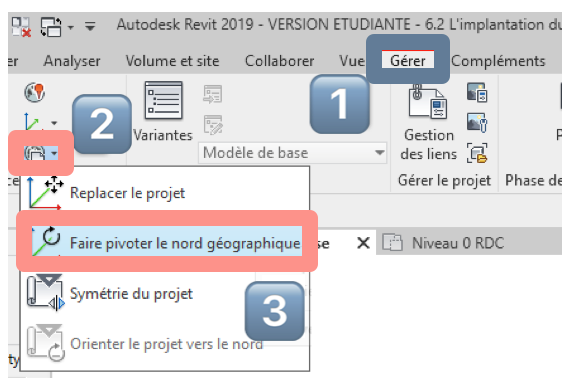 Autodesk Revit 2019 - VERSION ETUDIANTE - 6.2 L'implantation du
er Analyser Volume et site Collaborer Vue Gérer Compléments
1
2
Variantes
Modèle de base
Gestion
des liens
Gérer le projet Phase de
Replacer le projet
Faire pivoter le nord géographique
se
Niveau 0 RDC
Symétrie du projet
3
Orienter le projet vers le nord
ty